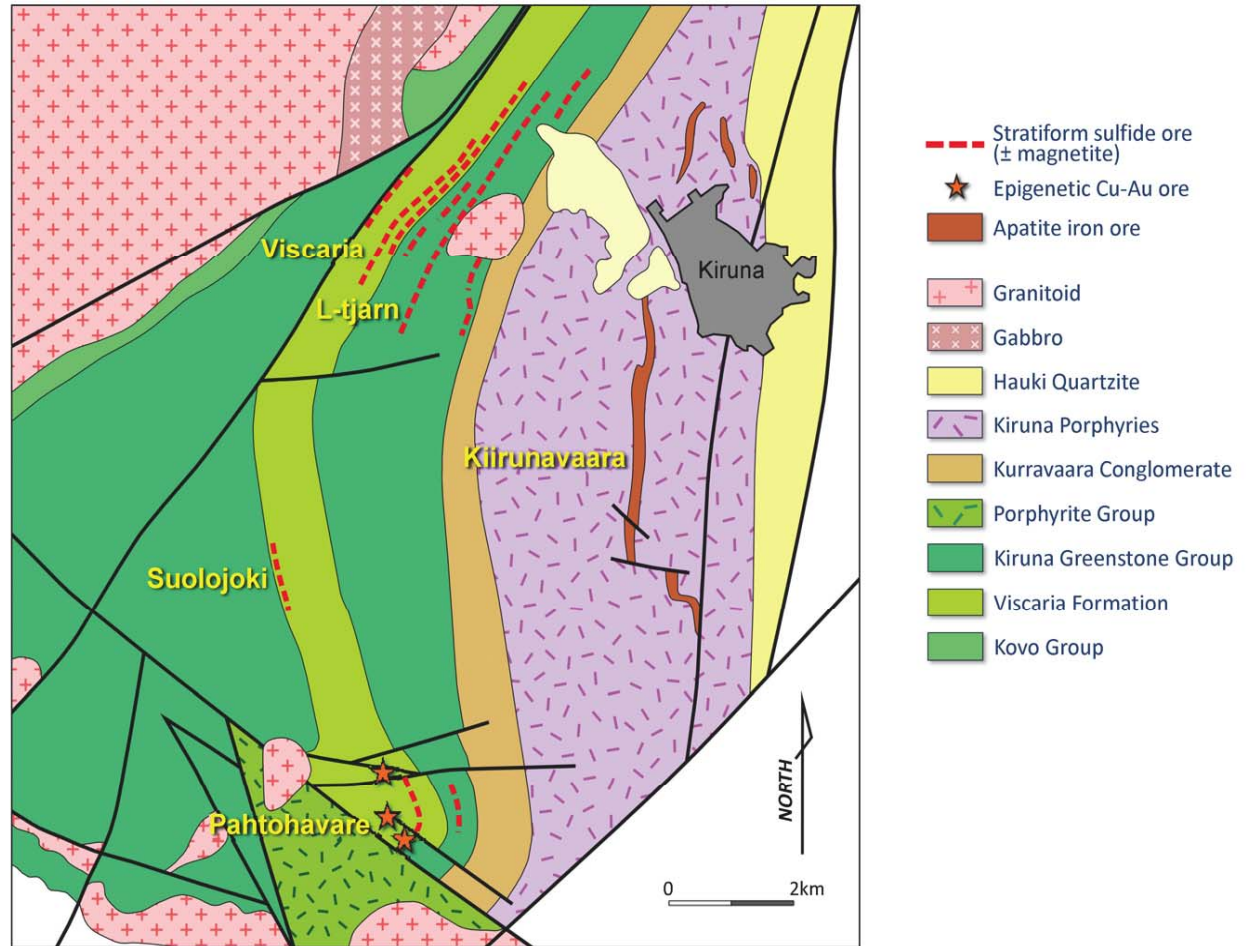 Viscaria
L-tjarn
Kiruna
Kiirunavaara
Suolojoki
Pahtohavare
NORTH
0 2km
Stratiform sulfide ore
(± magnetite)
Epigenetic Cu-Au ore
Apatite iron ore
Granitoid
Gabbro
Hauki Quartzite
Kiruna Porphyries
Kurravaara Conglomerate
Porphyrite Group
Kiruna Greenstone Group
Viscaria Formation
Kovo Group